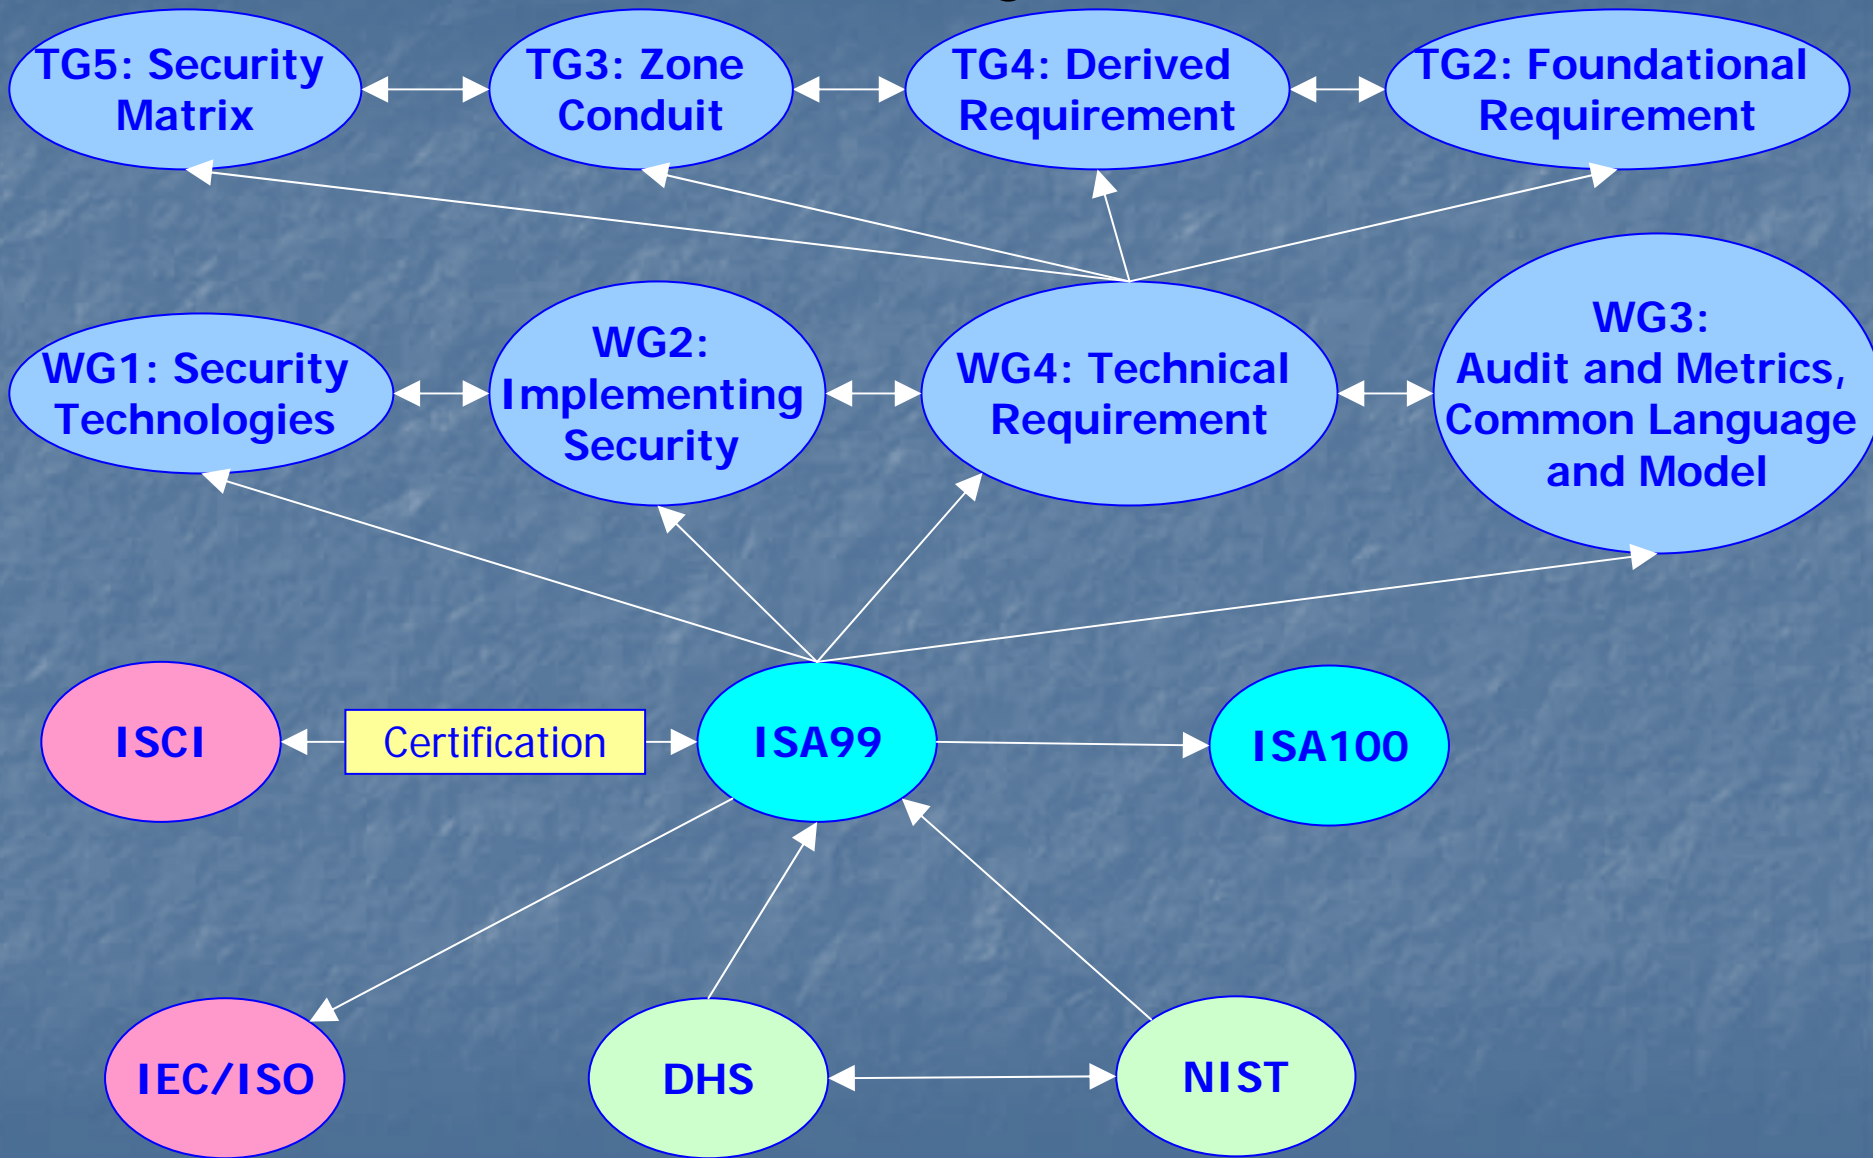 TG5: Security
Matrix
TG3: Zone
Conduit
TG4: Derived
Requirement
TG2: Foundational
Requirement
WG1: Security
Technologies
WG2:
Implementing
Security
WG4: Technical
Requirement
WG3:
Audit and Metrics,
Common Language
and Model
ISCI
Certification
ISA99
ISA100
IEC/ISO
DHS
NIST